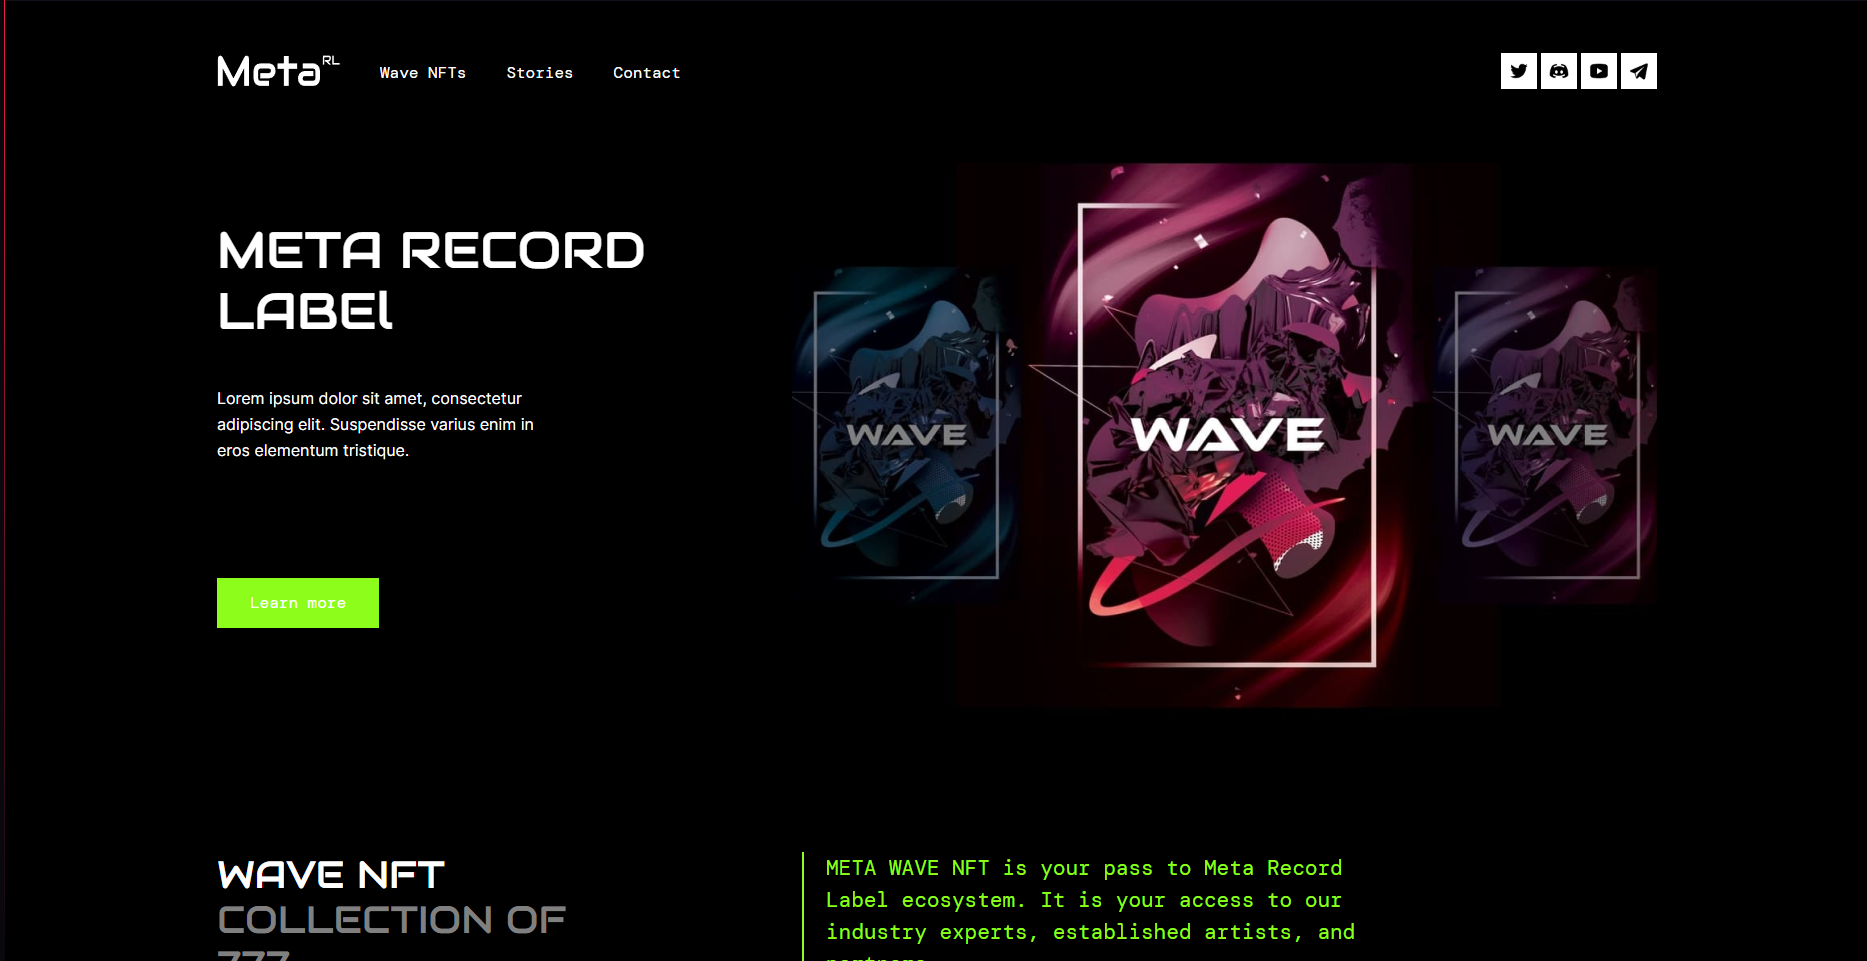 Meta RL
Wave NFTs
Stories
Contact
META RECORD
LABEl
Lorem ipsum dolor sit amet, consectetur
adipiscing elit. Suspendisse varius enim in
eros elementum tristique.
Learn more
WAVE
WAVE
WAVE
WAVE NFT
COLLECTION OF
777
META WAVE NFT is your pass to Meta Record
Label ecosystem. It is your access to our
industry experts, established artists, and